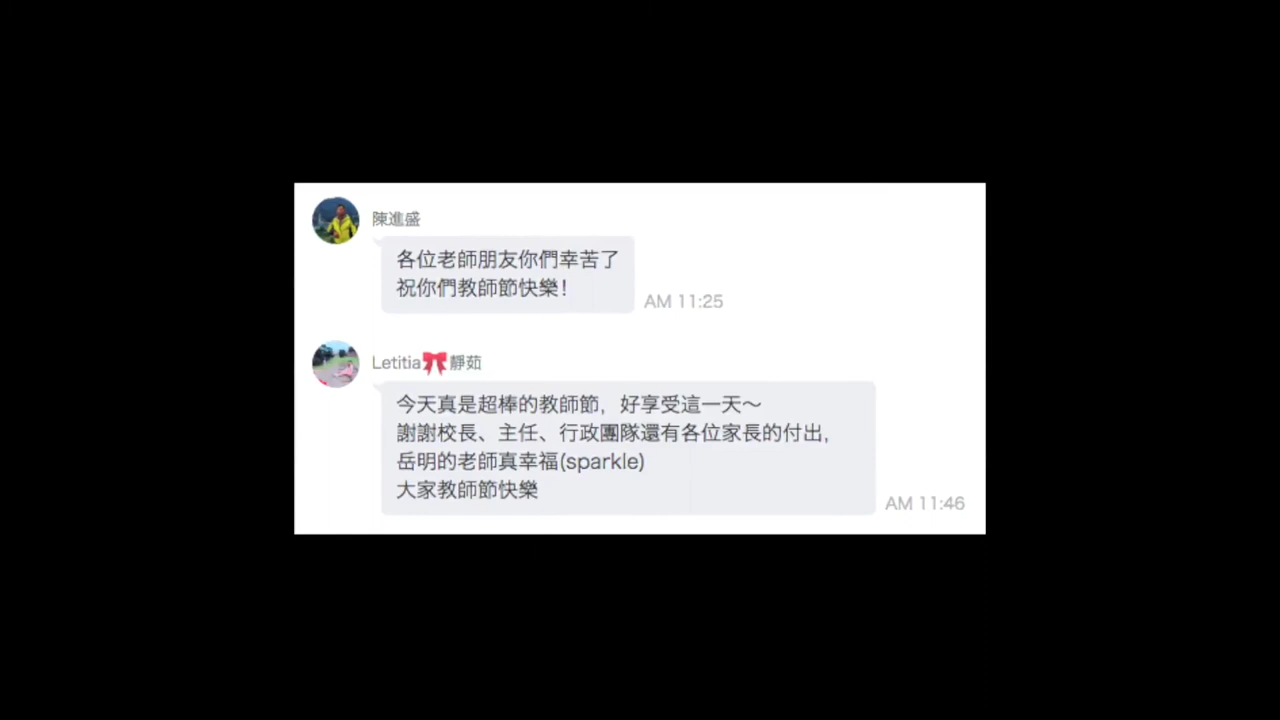 陳進盛
各位老師朋友你們幸苦了
祝你們教師節快樂!
AM 11:25
Letitia🎀靜茹
今天真是超棒的教師節,好享受這一天～
謝謝校長、主任、行政團隊還有各位家長的付出,
岳明的老師真幸福(sparkle)
大家教師節快樂
AM 11:46